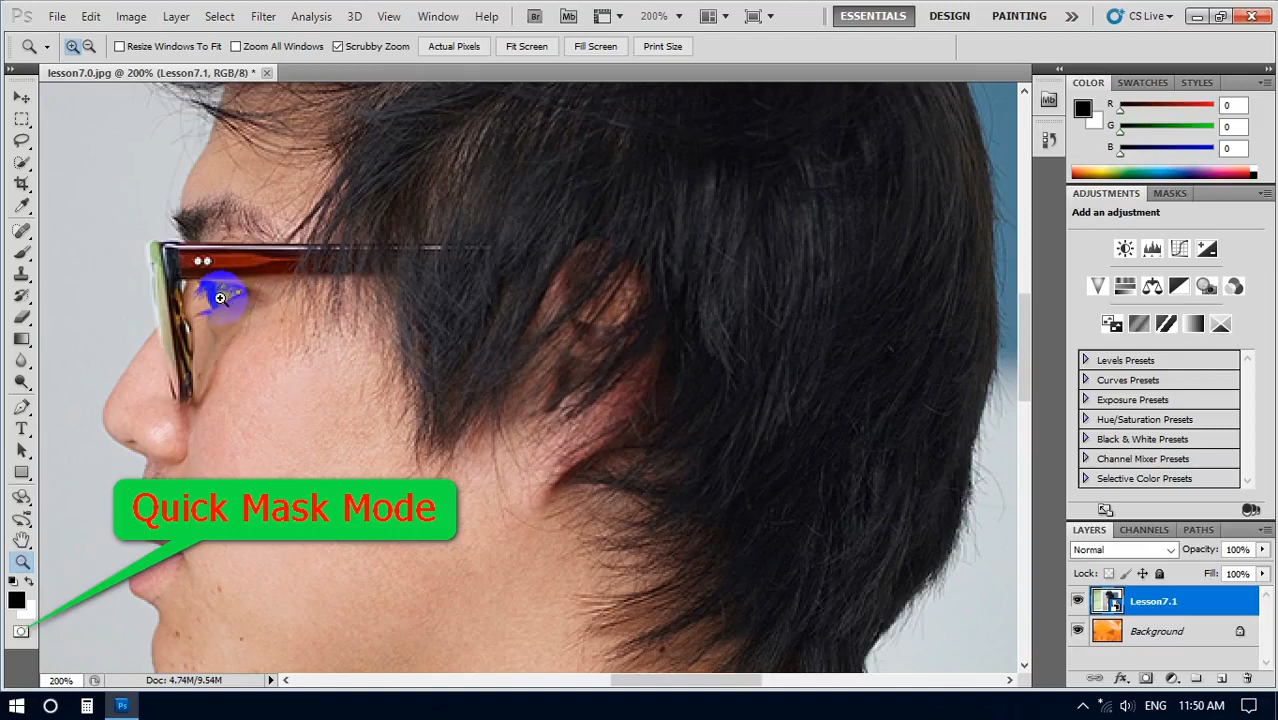 Ps File Edit Image Layer Select Filter Analysis 3D View Window Help Br Mb 200% ESSENTIALS DESIGN PAINTING CS Live
Resize Windows To Fit Zoom All Windows Scrubby Zoom Actual Pixels Fit Screen Fill Screen Print Size
lesson7.0.jpg @ 200% (Lesson7.1, RGB/8) *
COLOR SWATCHES STYLES
Mb
R 0
G 0
B 0
ADJUSTMENTS MASKS
Add an adjustment
Levels Presets
Curves Presets
Exposure Presets
Hue/Saturation Presets
Black & White Presets
Channel Mixer Presets
Selective Color Presets
Quick Mask Mode
LAYERS CHANNELS PATHS
Normal Opacity: 100%
Lock: Fill: 100%
Lesson7.1
Background
200% Doc: 4.74M/9.54M
Ps ENG 11:50 AM